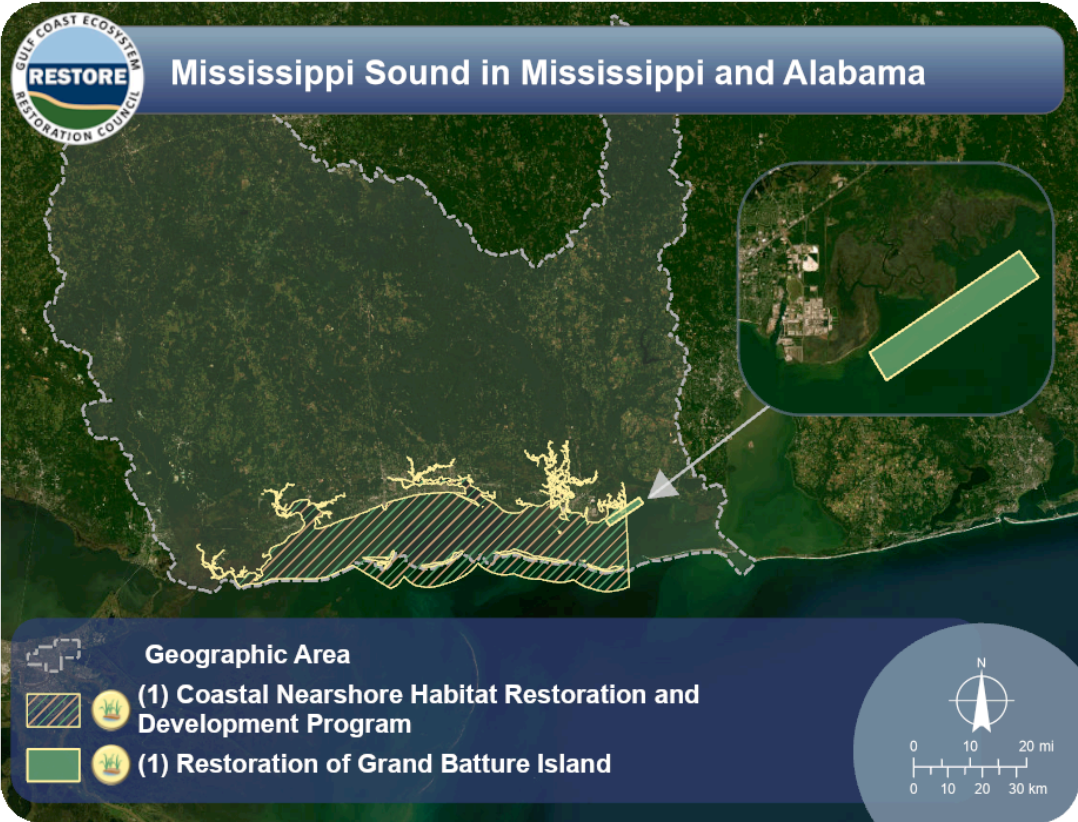 GULF COAST ECOSYSTEM
RESTORE
RESTORATION COUNCIL
Mississippi Sound in Mississippi and Alabama
Geographic Area
(1) Coastal Nearshore Habitat Restoration and
Development Program
(1) Restoration of Grand Batture Island
N
0 10 20 mi
0 10 20 30 km